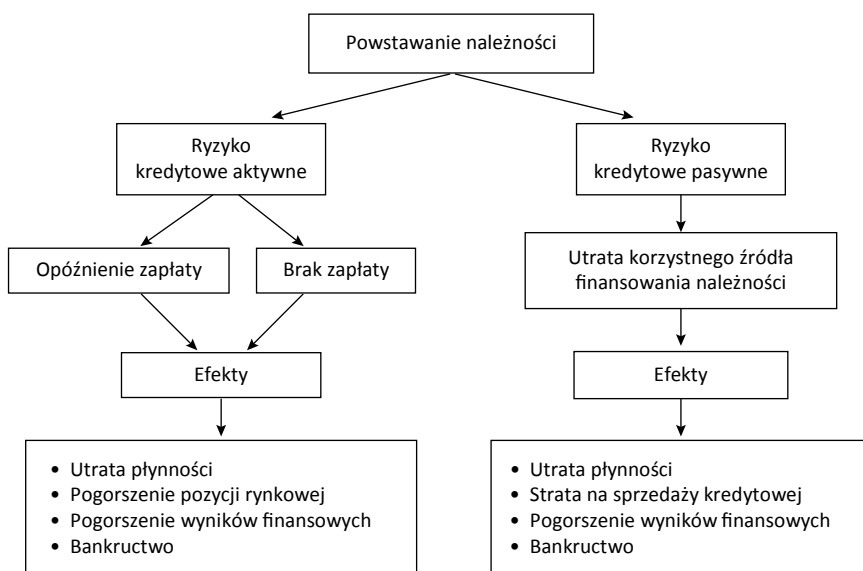 Powstawanie należności
Ryzyko
kredytowe aktywne
Ryzyko
kredytowe pasywne
Opóźnienie zapłaty
Brak zapłaty
Utrata korzystnego źródła
finansowania należności
Efekty
Efekty
• Utrata płynności
• Pogorszenie pozycji rynkowej
• Pogorszenie wyników finansowych
• Bankructwo
• Utrata płynności
• Strata na sprzedaży kredytowej
• Pogorszenie wyników finansowych
• Bankructwo